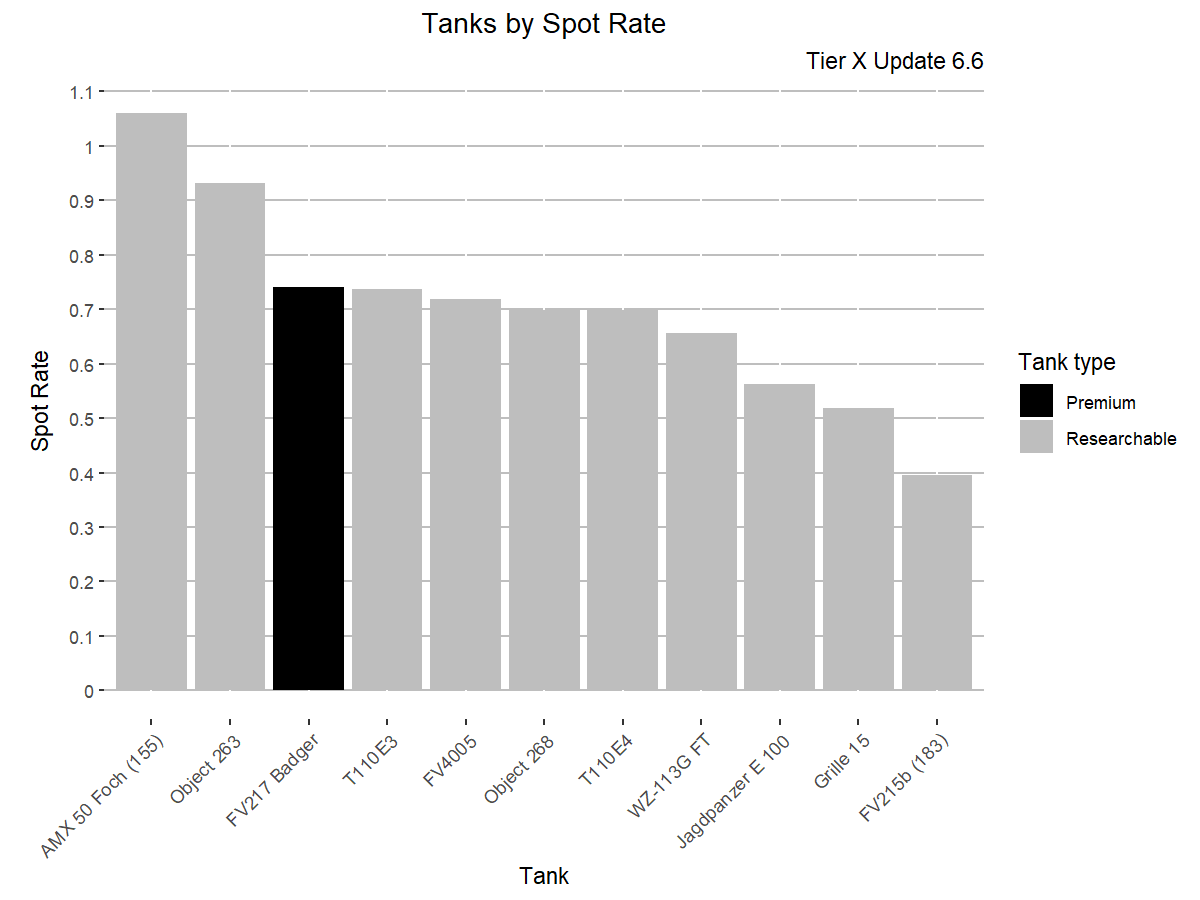 Tanks by Spot Rate
Tier X Update 6.6
1.1
1
0.9
0.8
0.7
0.6
0.5
0.4
0.3
0.2
0.1
0
Spot Rate
AMX 50 Foch (155)
Object 263
FV217 Badger
T110E3
FV4005
Object 268
T110E4
WZ-113G FT
Jagdpanzer E 100
Grille 15
FV215b (183)
Tank
Tank type
Premium
Researchable